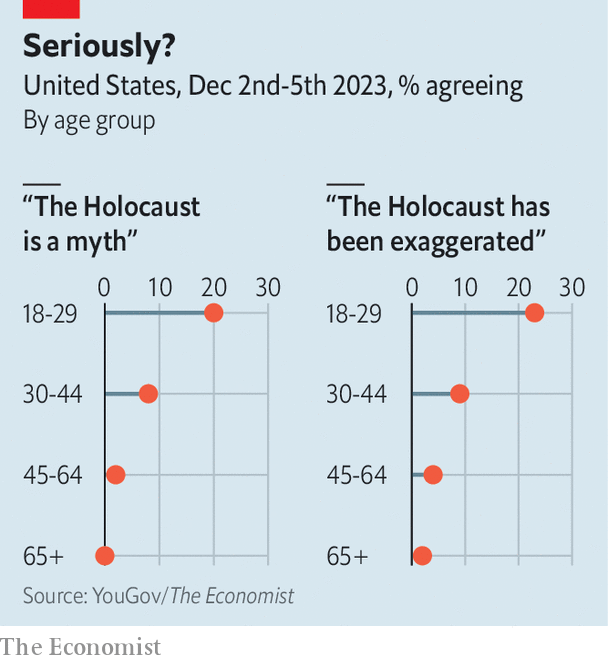 Seriously?
United States, Dec 2nd-5th 2023, % agreeing
By age group
“The Holocaust
is a myth”
0 10 20 30
18-29
30-44
45-64
65+
“The Holocaust has
been exaggerated”
0 10 20 30
18-29
30-44
45-64
65+
Source: YouGov/The Economist
The Economist